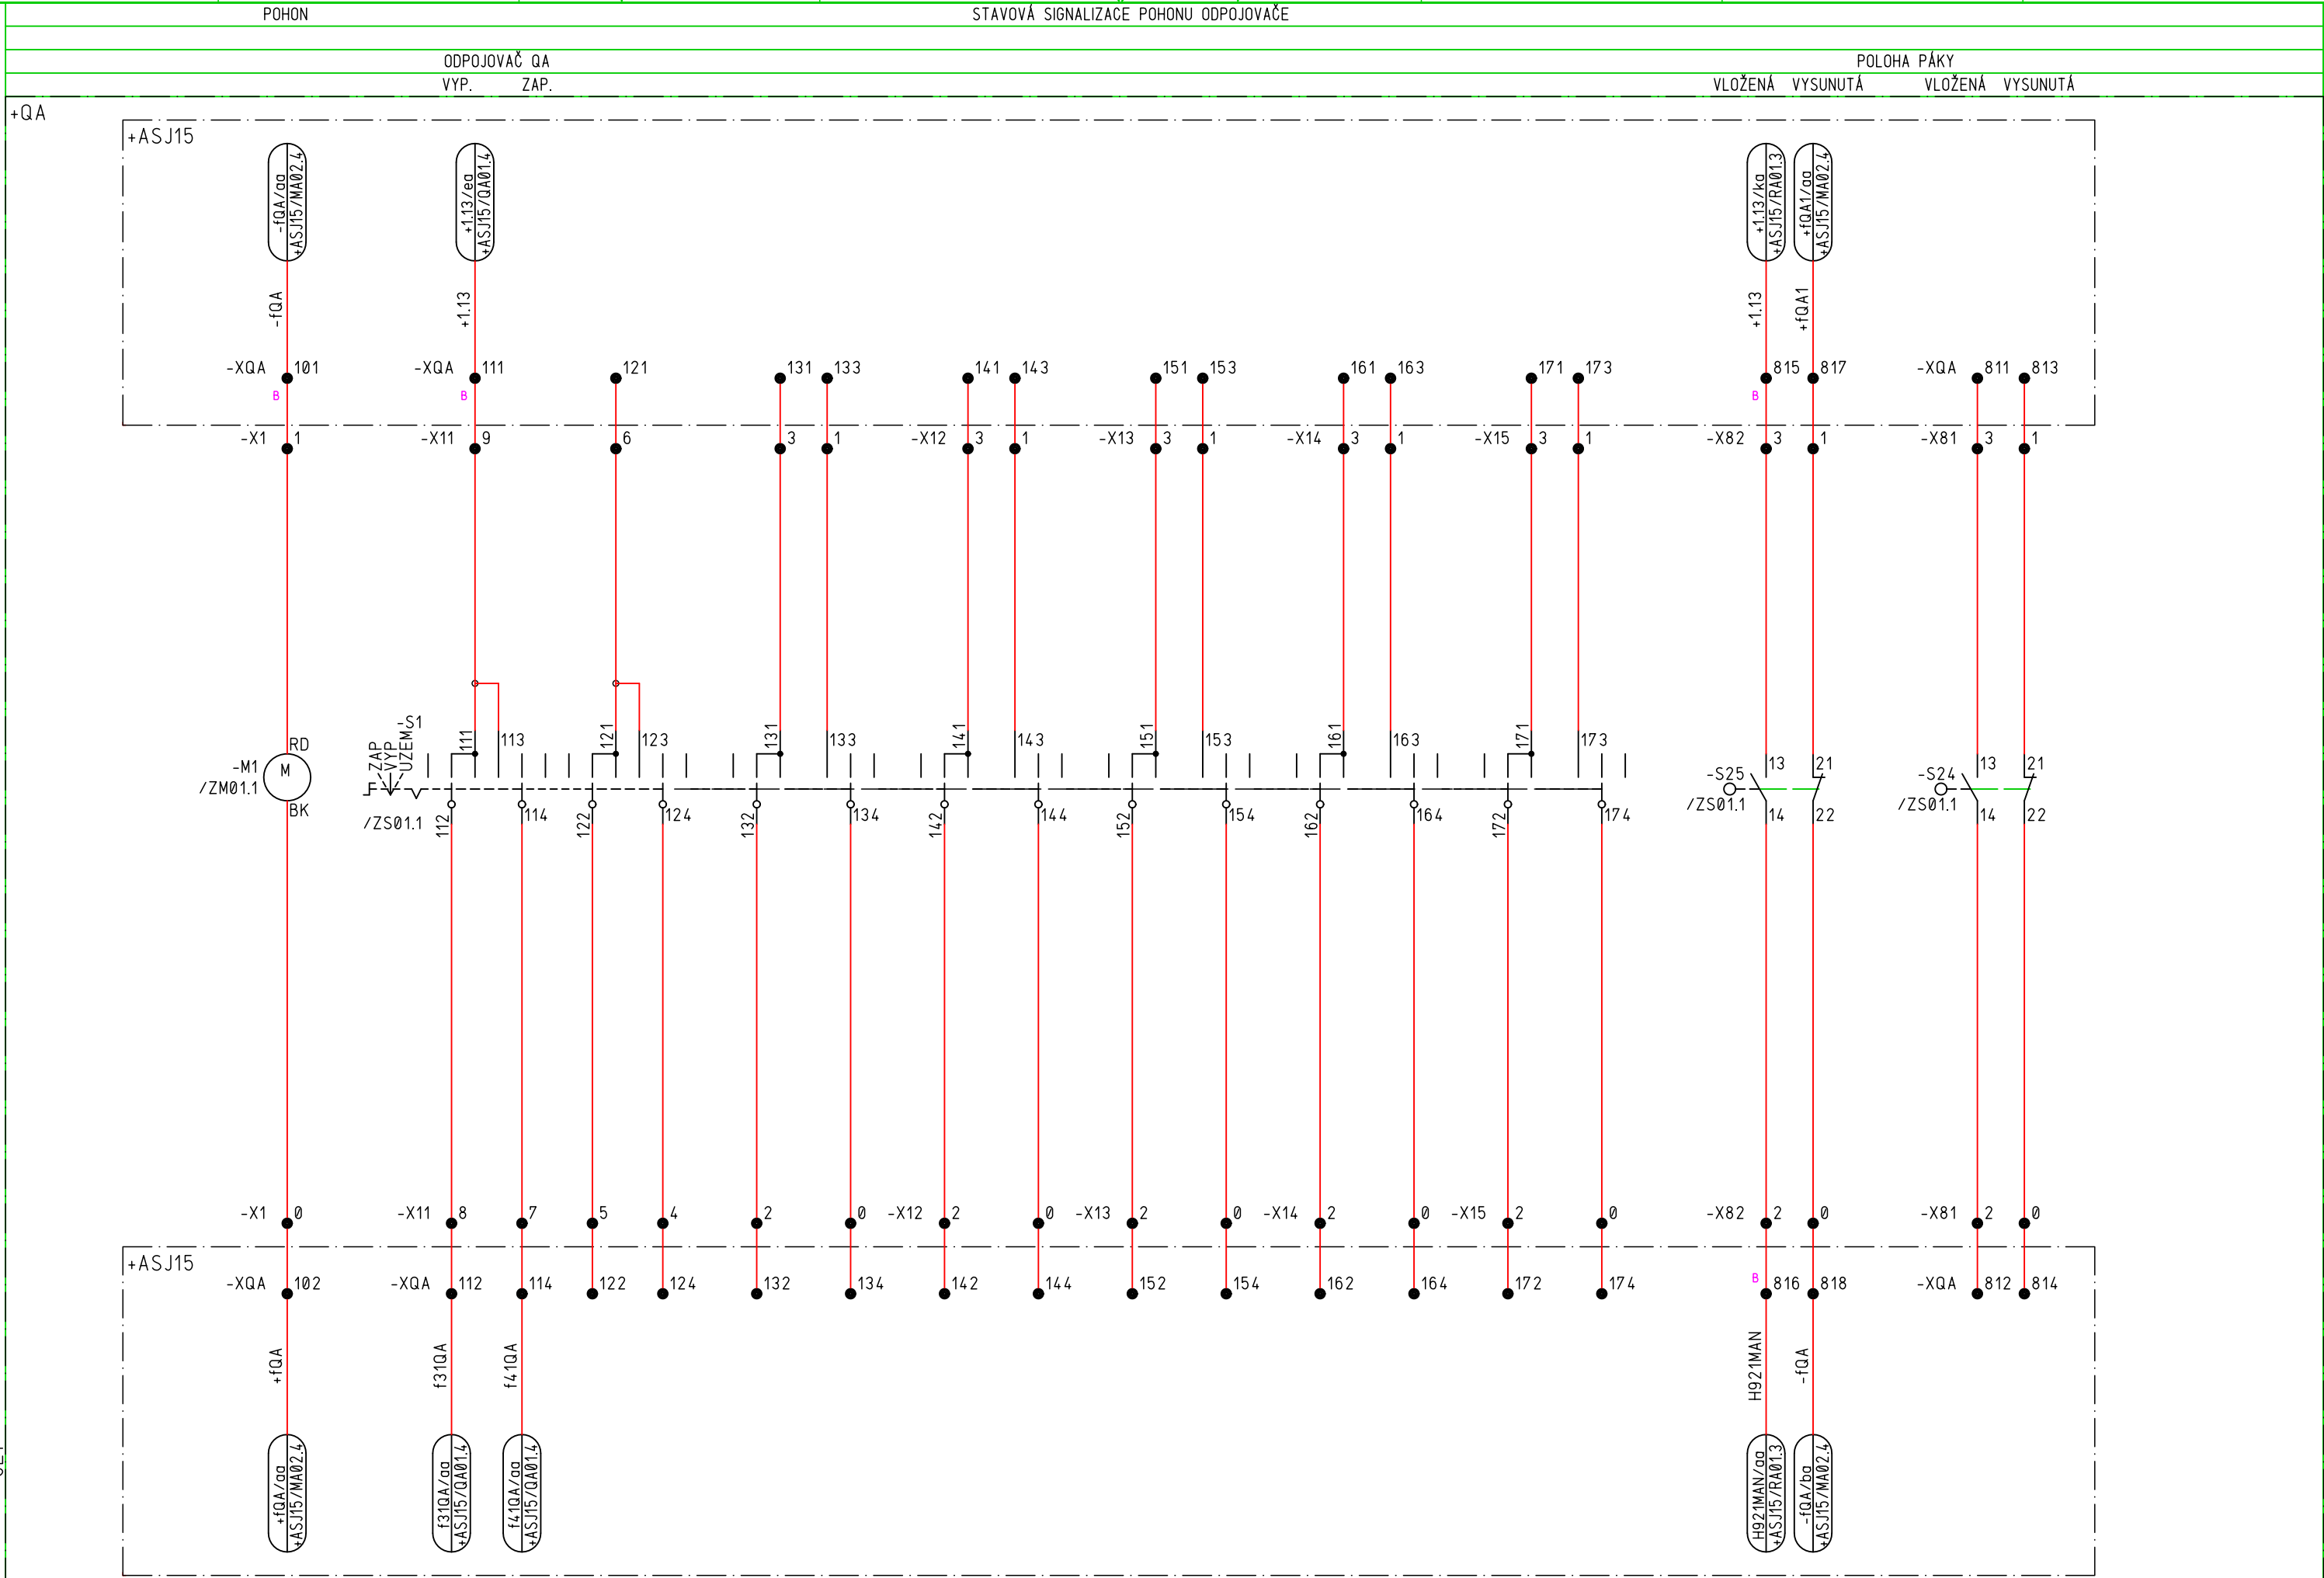 POHON STAVOVÁ SIGNALIZACE POHONU ODPOJOVAČE
ODPOJOVAČ QA POLOHA PÁKY
VYP. ZAP. VLOŽENÁ VYSUNUTÁ VLOŽENÁ VYSUNUTÁ
+QA
+ASJ15
-fQA/aa
+ASJ15/MA02.4
+1.13/ea
+ASJ15/QA01.4
+1.13/ka
+ASJ15/RA01.3
+fQA1/aa
+ASJ15/MA02.4
-fQA +1.13 +1.13 +fQA1
-XQA 101 -XQA 111 121 131 133 141 143 151 153 161 163 171 173 815 817 -XQA 811 813
B B B
-X1 1 -X11 9 6 3 1 -X12 3 1 -X13 3 1 -X14 3 1 -X15 3 1 -X82 3 1 -X81 3 1
-S1
ZAP
VYP
UZEM
RD 111 113 121 123 131 133 141 143 151 153 161 163 171 173 13 21 13 21
-M1 M -S25 -S24
/ZM01.1 /ZS01.1 /ZS01.1
BK /ZS01.1 112 114 122 124 132 134 142 144 152 154 162 164 172 174 14 22 14 22
-X1 0 -X11 8 7 5 4 2 0 -X12 2 0 -X13 2 0 -X14 2 0 -X15 2 0 -X82 2 0 -X81 2 0
+ASJ15
B
-XQA 102 -XQA 112 114 122 124 132 134 142 144 152 154 162 164 172 174 816 818 -XQA 812 814
+fQA f31QA f41QA H921MAN -fQA
+fQA/aa
+ASJ15/MA02.4
f31QA/aa
+ASJ15/QA01.4
f41QA/aa
+ASJ15/QA01.4
H921MAN/aa
+ASJ15/RA01.3
-fQA/ba
+ASJ15/MA02.4